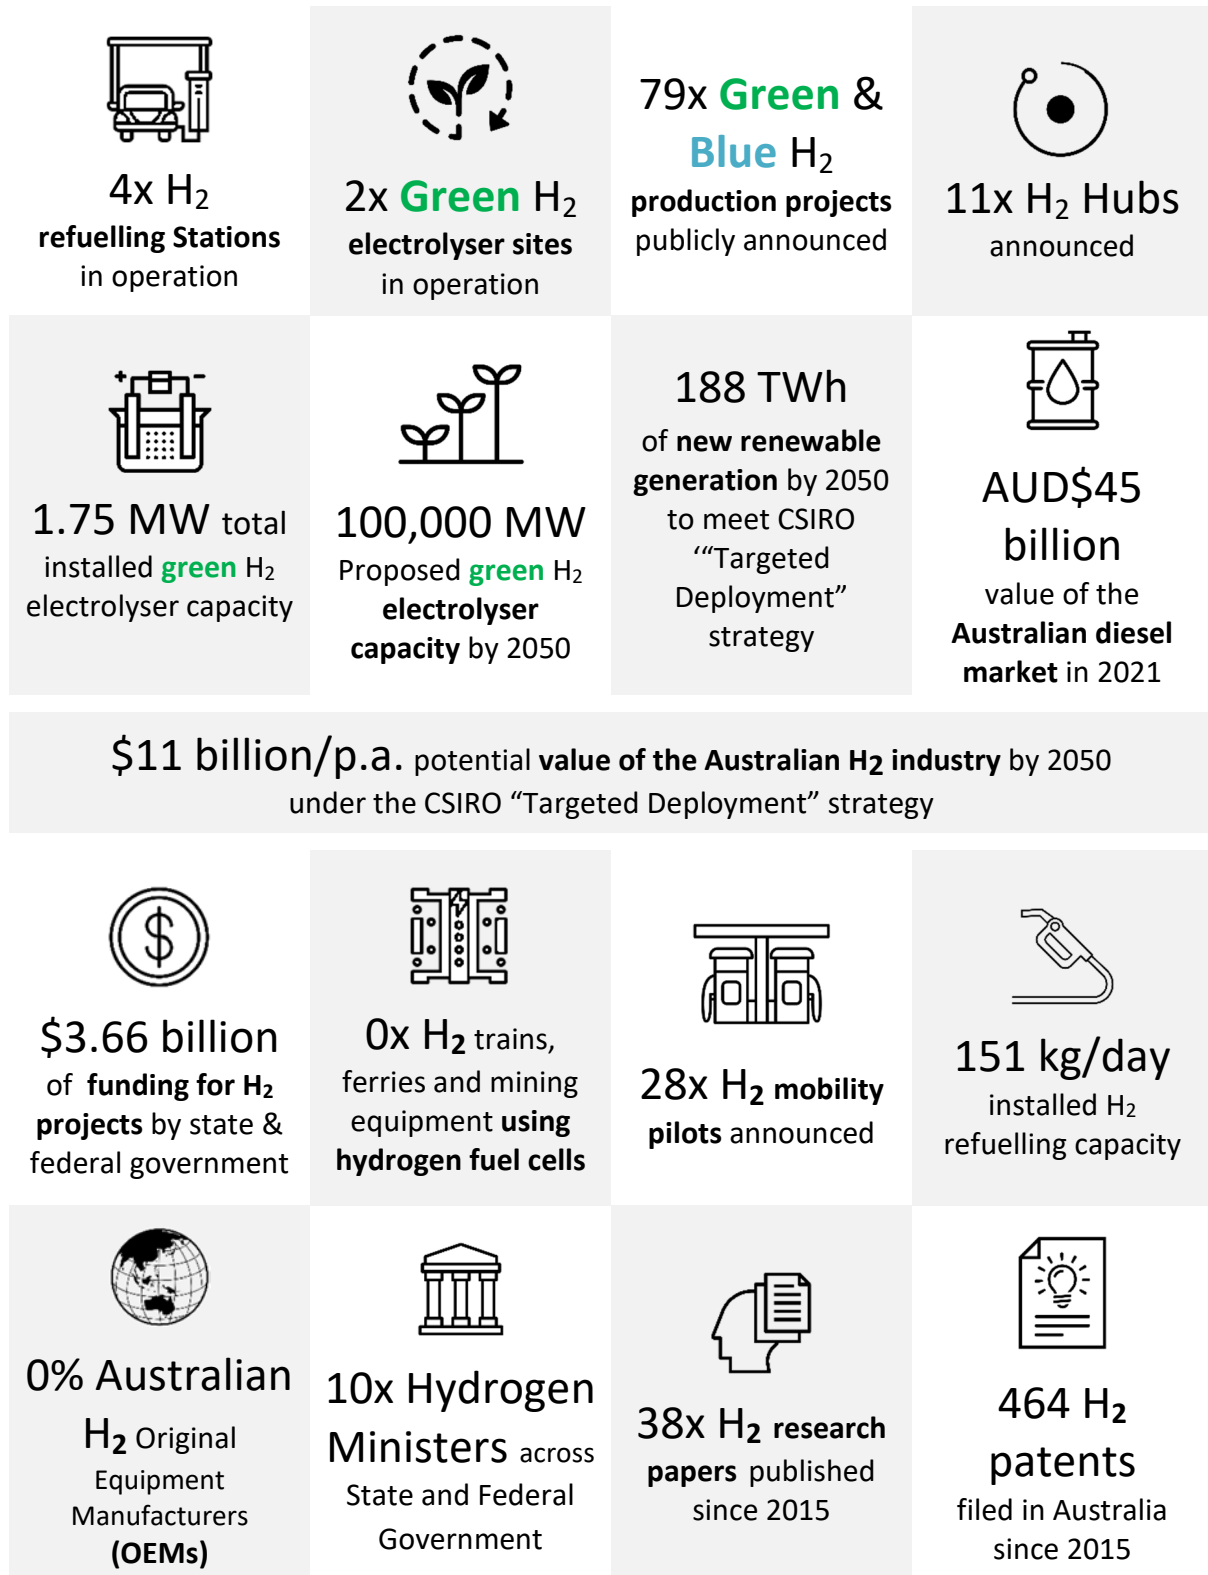 4x H₂
refuelling Stations
in operation
2x Green H₂
electrolyser sites
in operation
79x Green &
Blue H₂
production projects
publicly announced
11x H₂ Hubs
announced
+ −
1.75 MW total
installed green H₂
electrolyser capacity
100,000 MW
Proposed green H₂
electrolyser
capacity by 2050
188 TWh
of new renewable
generation by 2050
to meet CSIRO
‘“Targeted
Deployment”
strategy
AUD$45
billion
value of the
Australian diesel
market in 2021
$11 billion/p.a. potential value of the Australian H₂ industry by 2050
under the CSIRO “Targeted Deployment” strategy
$
$3.66 billion
of funding for H₂
projects by state &
federal government
0x H₂ trains,
ferries and mining
equipment using
hydrogen fuel cells
28x H₂ mobility
pilots announced
151 kg/day
installed H₂
refuelling capacity
0% Australian
H₂ Original
Equipment
Manufacturers
(OEMs)
10x Hydrogen
Ministers across
State and Federal
Government
38x H₂ research
papers published
since 2015
464 H₂
patents
filed in Australia
since 2015